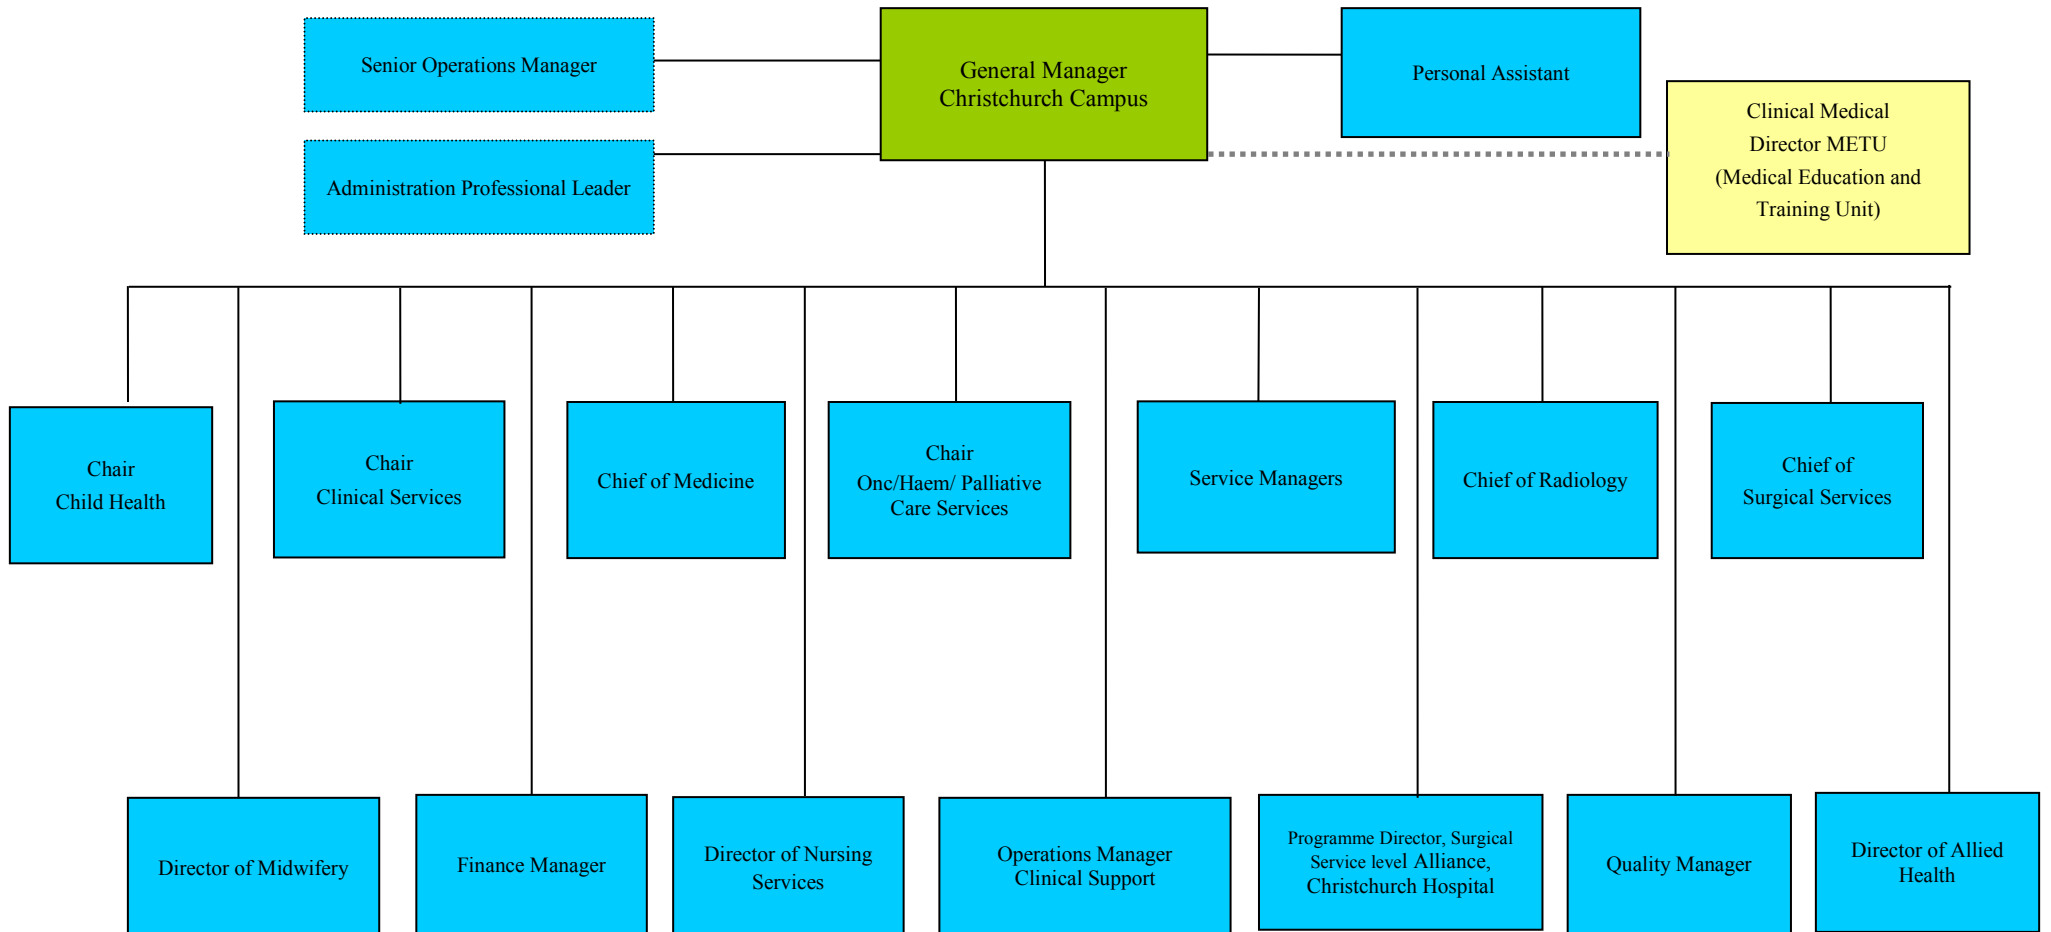 Senior Operations Manager
General Manager
Christchurch Campus
Personal Assistant
Clinical Medical
Director METU
(Medical Education and
Training Unit)
Administration Professional Leader
Chair
Child Health
Chair
Clinical Services
Chief of Medicine
Chair
Onc/Haem/ Palliative
Care Services
Service Managers
Chief of Radiology
Chief of
Surgical Services
Director of Midwifery
Finance Manager
Director of Nursing
Services
Operations Manager
Clinical Support
Programme Director, Surgical
Service level Alliance,
Christchurch Hospital
Quality Manager
Director of Allied
Health